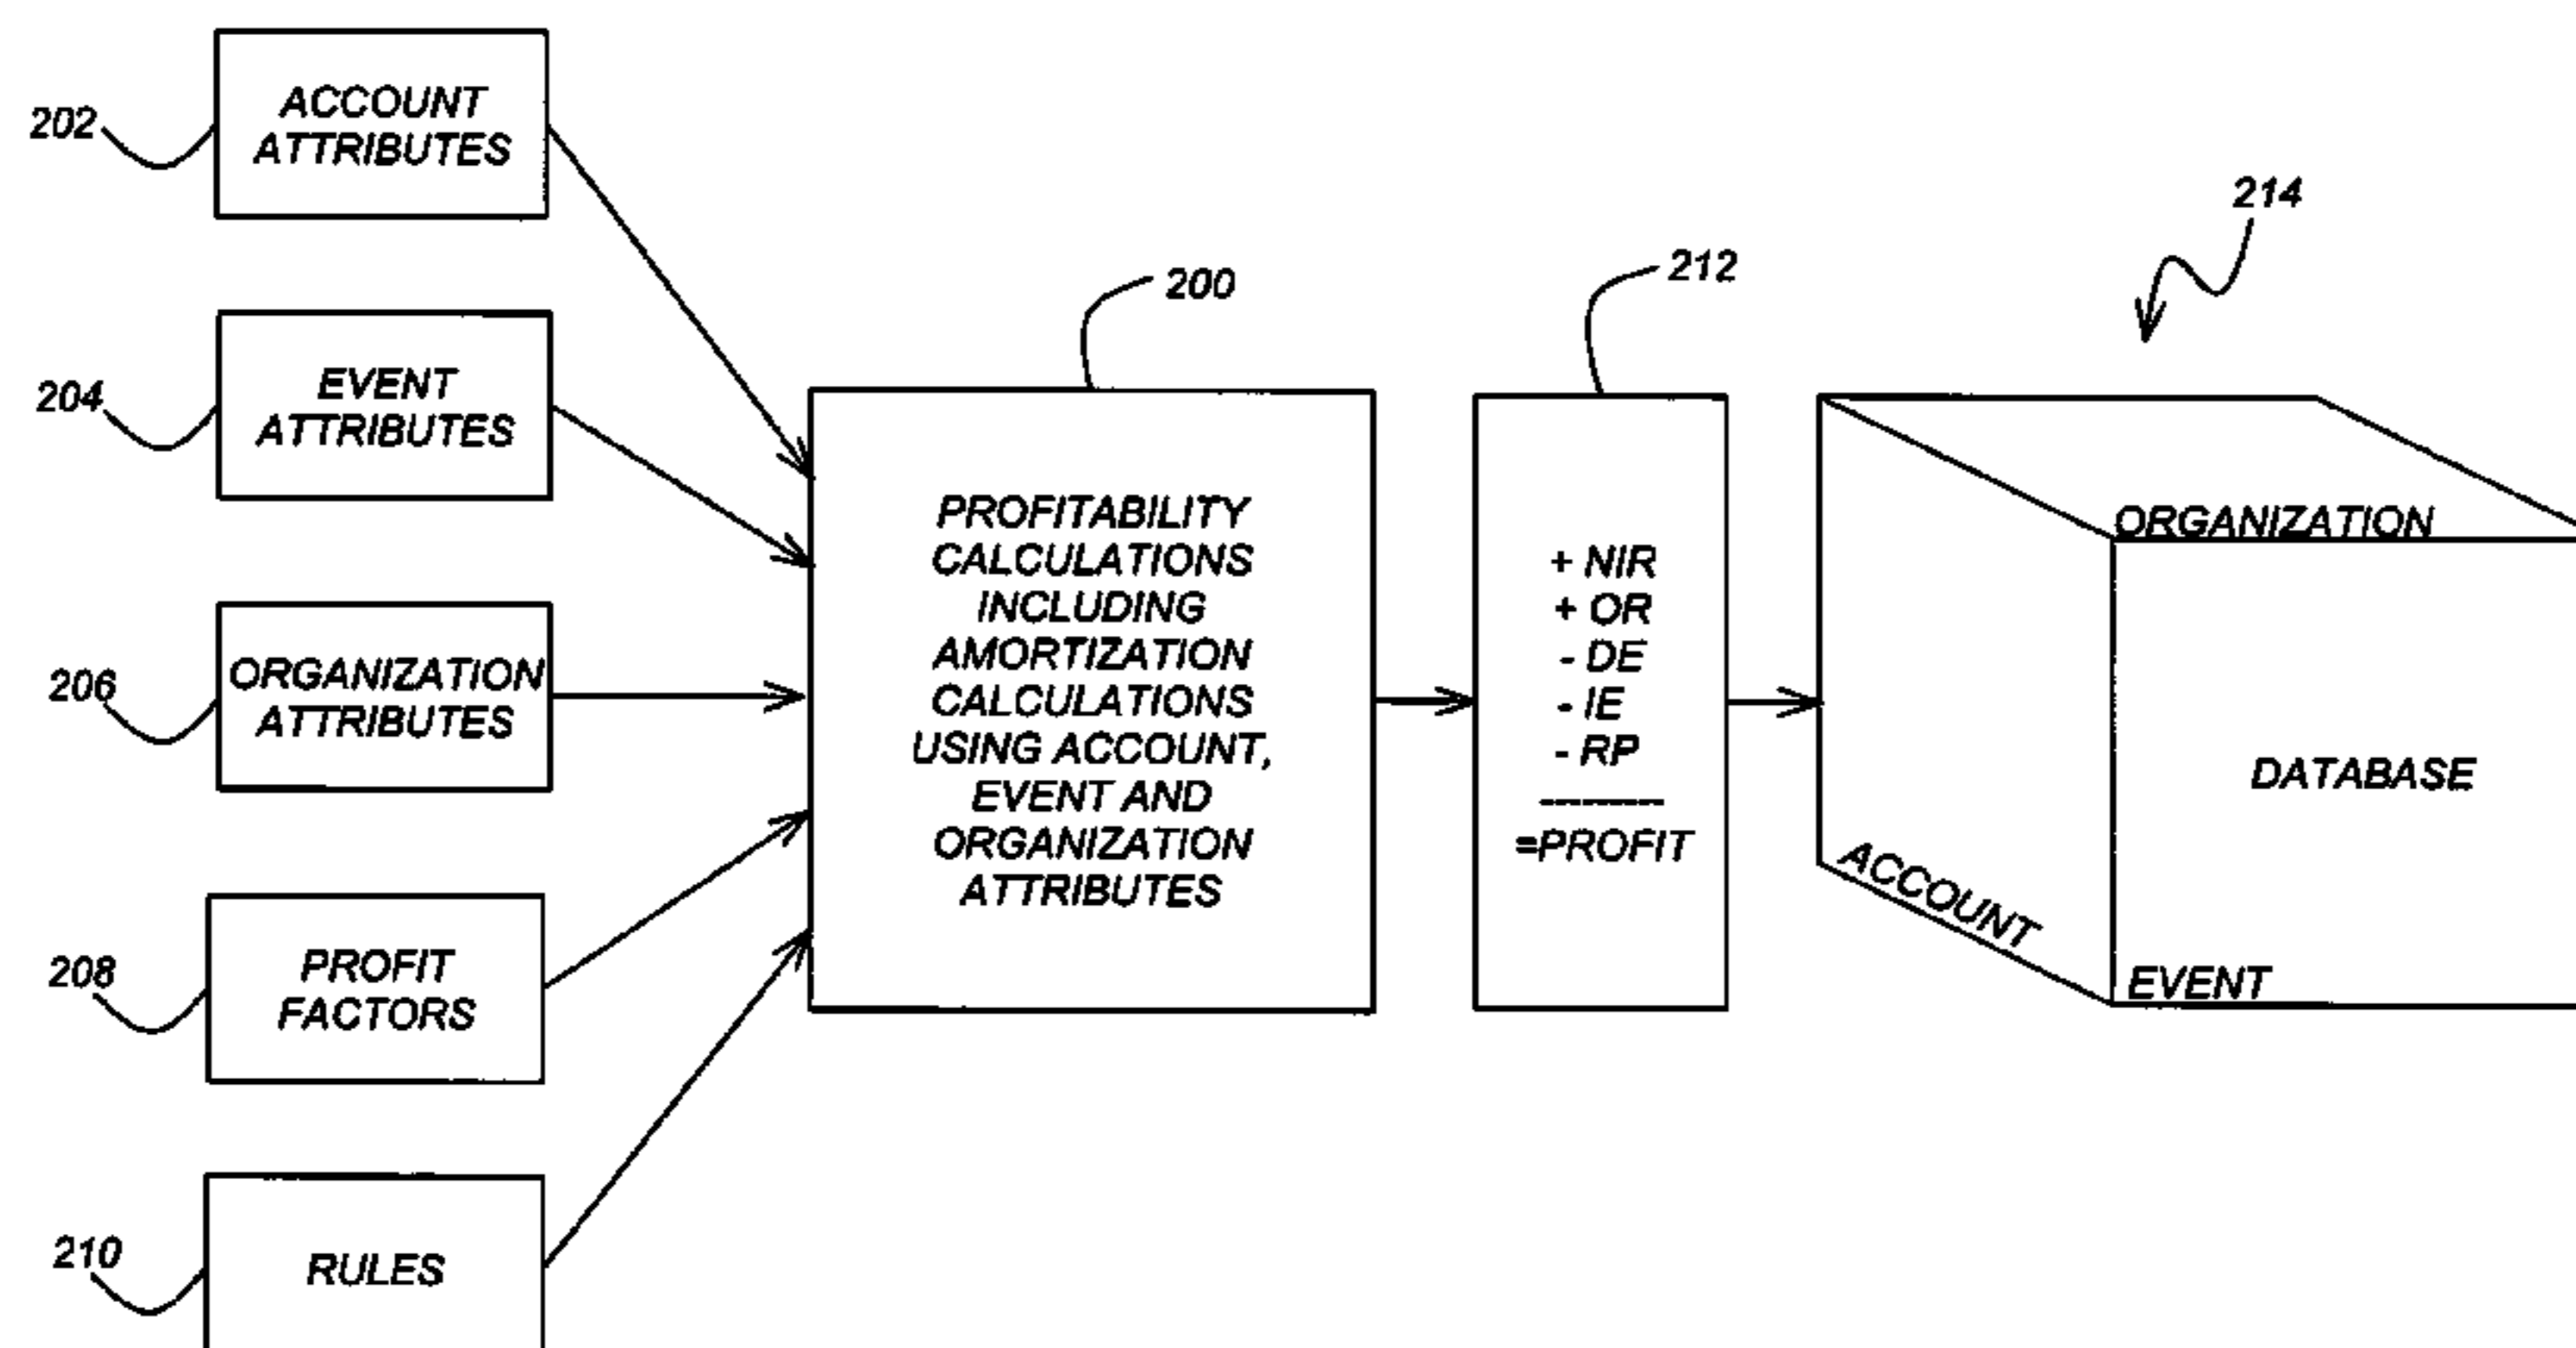 202
ACCOUNT
ATTRIBUTES
204
EVENT
ATTRIBUTES
206
ORGANIZATION
ATTRIBUTES
208
PROFIT
FACTORS
210
RULES
200
PROFITABILITY
CALCULATIONS
INCLUDING
AMORTIZATION
CALCULATIONS
USING ACCOUNT,
EVENT AND
ORGANIZATION
ATTRIBUTES
212
+ NIR
+ OR
- DE
- IE
- RP
--------
=PROFIT
214
ORGANIZATION
DATABASE
ACCOUNT
EVENT